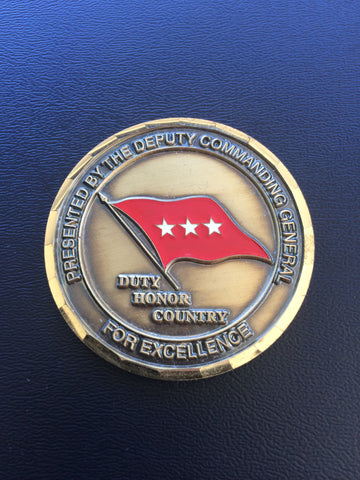 PRESENTED BY THE DEPUTY COMMANDING GENERAL
DUTY
HONOR
COUNTRY
FOR EXCELLENCE